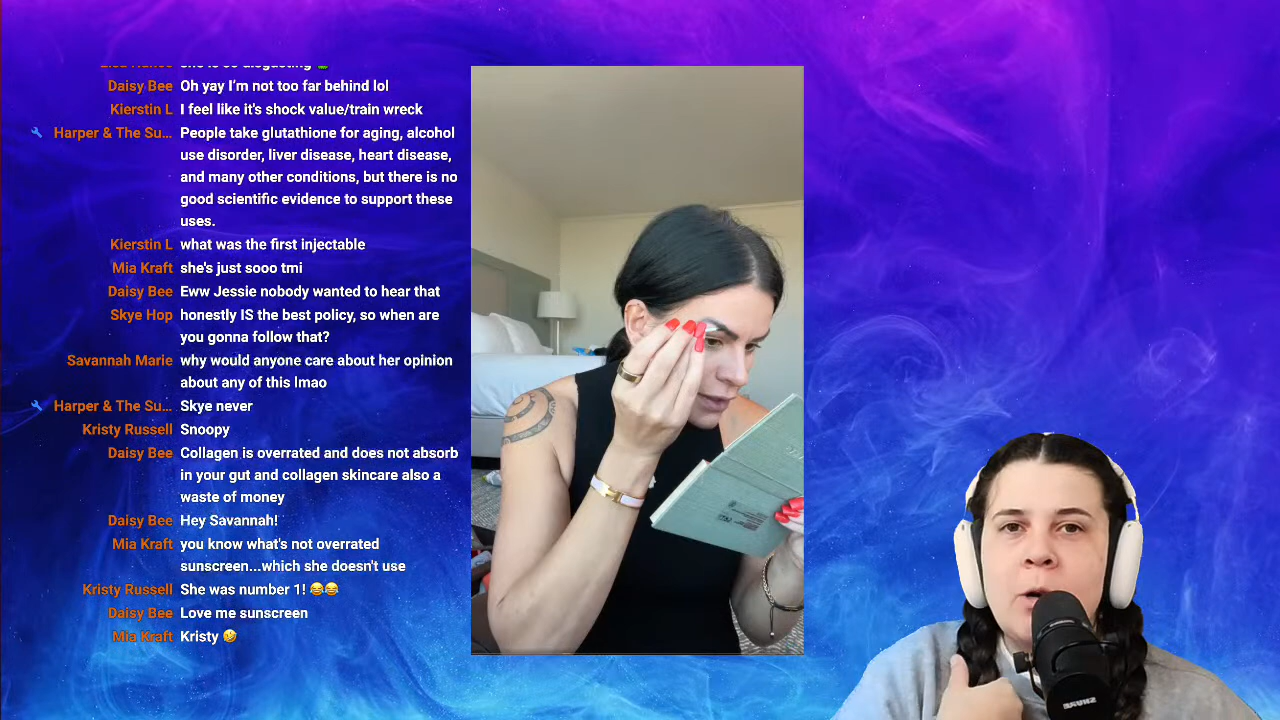 Daisy Bee Oh yay I'm not too far behind lol
Kierstin L I feel like it's shock value/train wreck
Harper & The Su... People take glutathione for aging, alcohol
use disorder, liver disease, heart disease,
and many other conditions, but there is no
good scientific evidence to support these
uses.
Kierstin L what was the first injectable
Mia Kraft she's just sooo tmi
Daisy Bee Eww Jessie nobody wanted to hear that
Skye Hop honestly IS the best policy, so when are
you gonna follow that?
Savannah Marie why would anyone care about her opinion
about any of this lmao
Harper & The Su... Skye never
Kristy Russell Snoopy
Daisy Bee Collagen is overrated and does not absorb
in your gut and collagen skincare also a
waste of money
Daisy Bee Hey Savannah!
Mia Kraft you know what's not overrated
sunscreen...which she doesn't use
Kristy Russell She was number 1! 😂😂
Daisy Bee Love me sunscreen
Mia Kraft Kristy 🤣
SHURE